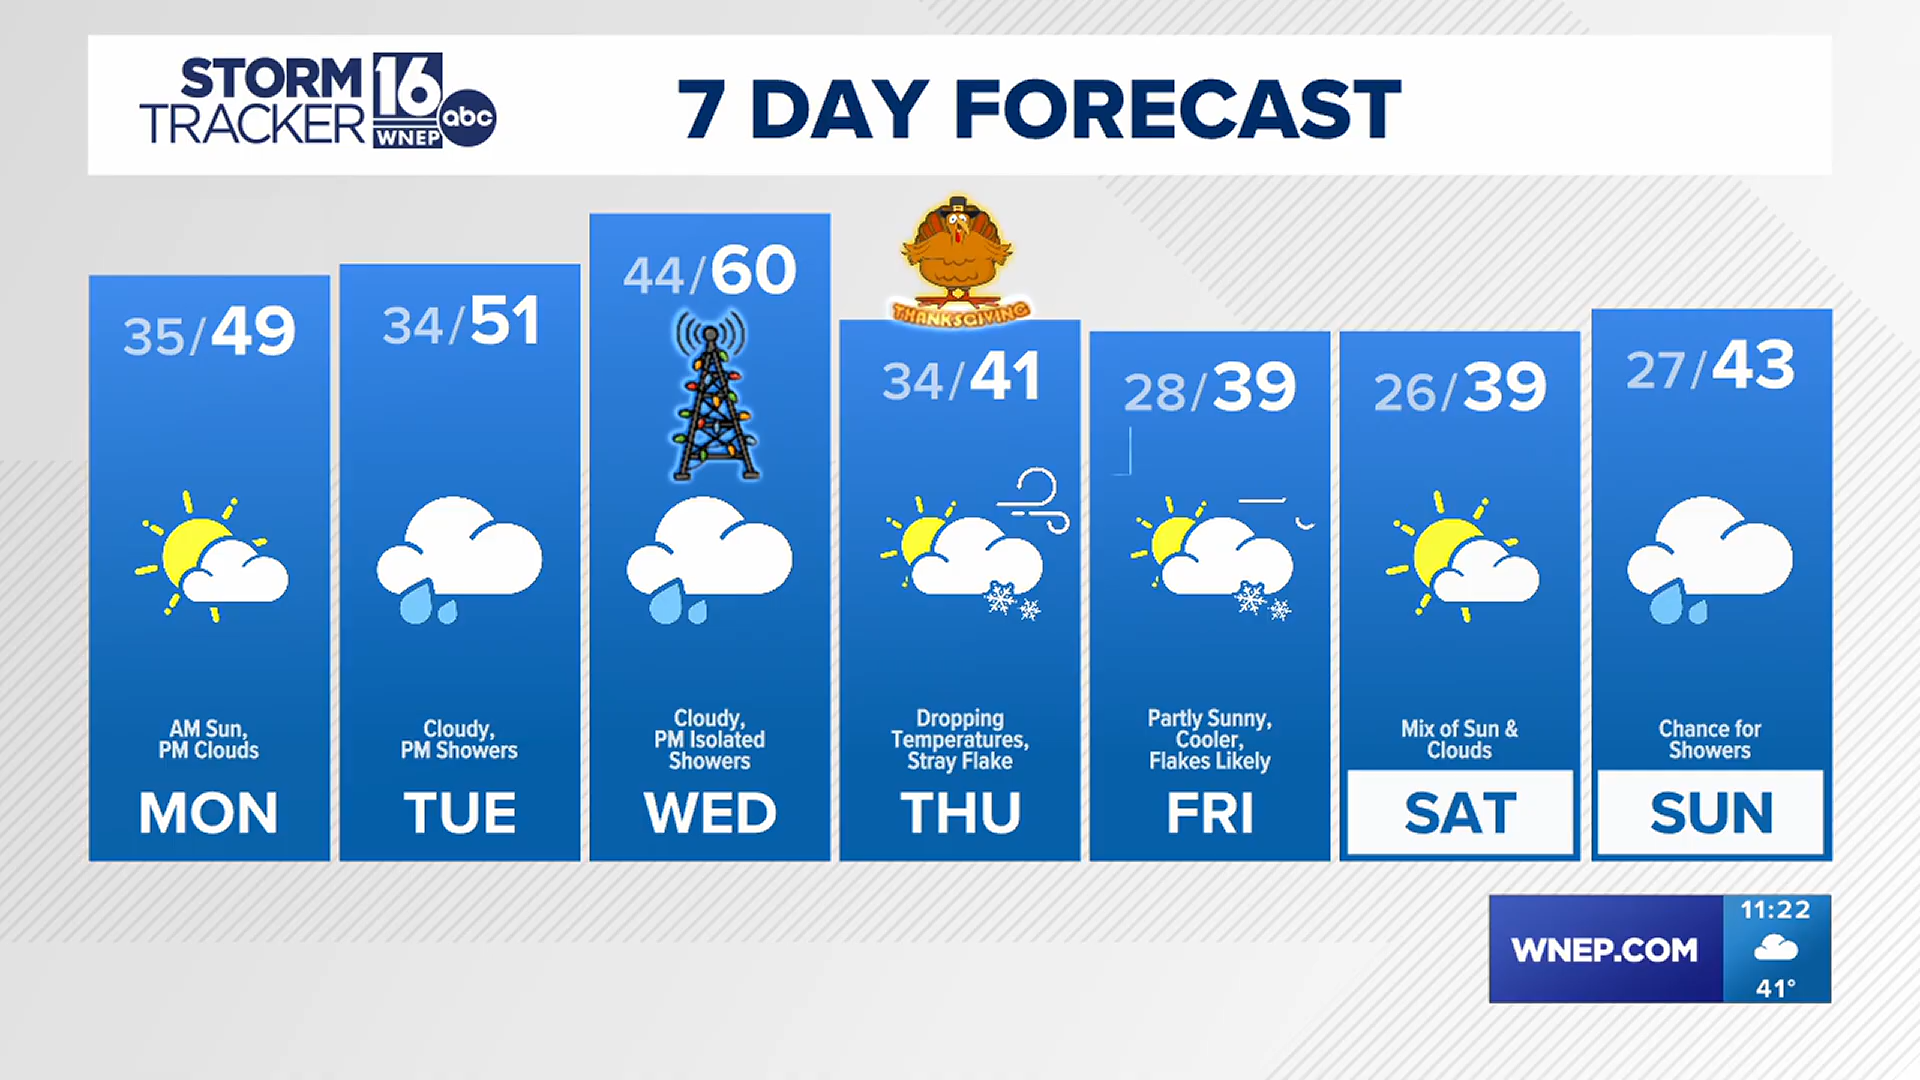 STORM
TRACKER
16
WNEP
abc
7 DAY FORECAST
35/49
AM Sun,
PM Clouds
MON
34/51
Cloudy,
PM Showers
TUE
44/60
Cloudy,
PM Isolated
Showers
WED
THANKSGIVING
34/41
Dropping
Temperatures,
Stray Flake
THU
28/39
Partly Sunny,
Cooler,
Flakes Likely
FRI
26/39
Mix of Sun &
Clouds
SAT
27/43
Chance for
Showers
SUN
WNEP.COM
11:22
41°